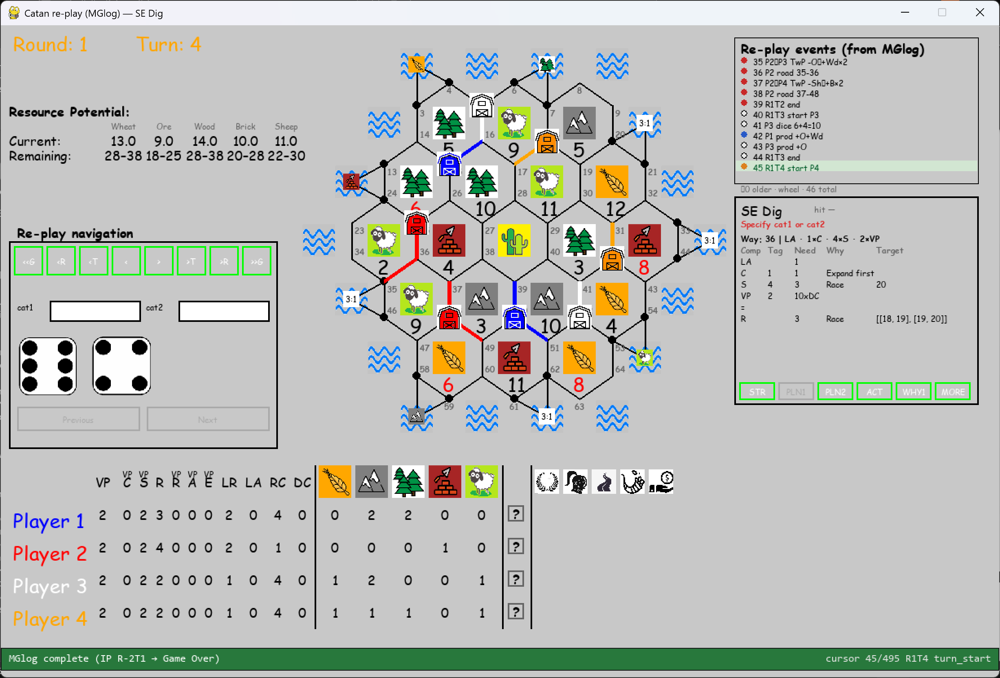 Catan re-play (MGlog) — SE Dig
Round: 1 Turn: 4
Resource Potential:
Wheat Ore Wood Brick Sheep
Current: 13.0 9.0 14.0 10.0 11.0
Remaining: 28-38 18-25 28-38 20-28 22-30
Re-play navigation
<<G <R <T < > >T >R >>G
cat1 cat2
Previous Next
4 6 8
3 7 9
3:1
14 16 20
5 9 5
13 17 19 21
24 26 28 30 32
6 10 11 12
23 27 29 31 33
3:1
34 36 38 40 44
2 4 3 8
35 37 39 41 43
3:1
46 54
9 3 10 4
47 49 51 53
58 60 62 64
6 11 8
59 61 63
3:1
Re-play events (from MGlog)
35 P2▯P3 TwP -O▯+Wd×2
36 P2 road 35-36
37 P2▯P4 TwP -Sh▯+B×2
38 P2 road 37-48
39 R1T2 end
40 R1T3 start P3
41 P3 dice 6+4=10
42 P1 prod +O+Wd
43 P3 prod +O
44 R1T3 end
45 R1T4 start P4
▯0 older · wheel · 46 total
SE Dig hit —
Specify cat1 or cat2
Way: 36 | LA · 1×C · 4×S · 2×VP
Comp Tag Need Why Target
LA 1
C 1 1 Expand first
S 4 3 Race 20
VP 2 10xDC
=
R 3 Race [[18, 19], [19, 20]]
STR PLN1 PLN2 ACT WHY1 MORE
VP VP VP VP VP
VP C S R R A E LR LA RC DC
Player 1 2 0 2 3 0 0 0 2 0 4 0 0 2 2 0 0 ?
Player 2 2 0 2 4 0 0 0 2 0 1 0 0 0 0 1 0 ?
Player 3 2 0 2 2 0 0 0 1 0 4 0 1 2 0 0 1 ?
Player 4 2 0 2 2 0 0 0 1 0 4 0 1 1 1 0 1 ?
MGlog complete (IP R-2T1 → Game Over) cursor 45/495 R1T4 turn_start